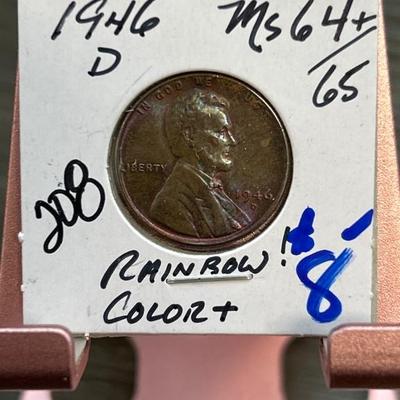 1946 Ms64+/65
D
IN GOD WE TRUST
LIBERTY
1946
208
RAINBOW!
COLOR+
$8-